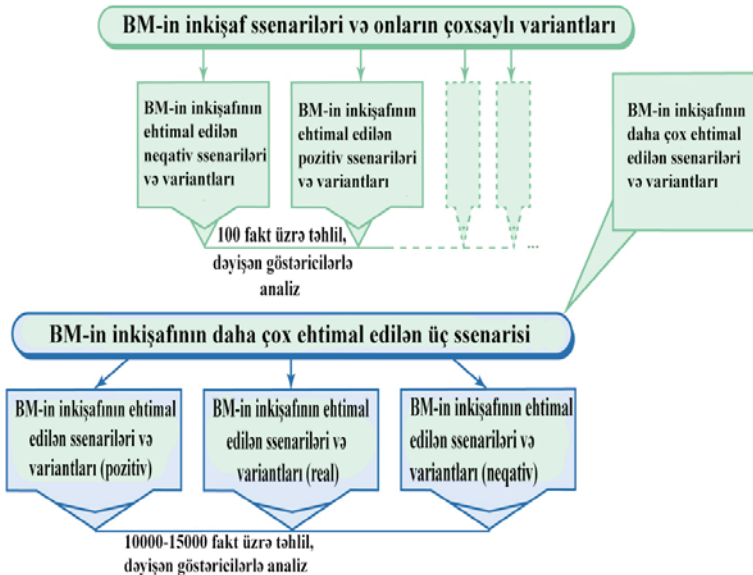 BM-in inkişaf ssenariləri və onların çoxsaylı variantları
BM-in inkişafının
ehtimal edilən
neqativ ssenariləri
və variantları
BM-in inkişafının
ehtimal edilən
pozitiv ssenariləri
və variantları
BM-in inkişafının
daha çox ehtimal
edilən ssenariləri
və variantları
100 fakt üzrə təhlil,
dəyişən göstəricilərlə
analiz
...
BM-in inkişafının daha çox ehtimal edilən üç ssenarisi
BM-in inkişafının ehtimal
edilən ssenariləri və
variantları (pozitiv)
BM-in inkişafının ehtimal
edilən ssenariləri və
variantları (real)
BM-in inkişafının ehtimal
edilən ssenariləri və
variantları (neqativ)
10000-15000 fakt üzrə təhlil,
dəyişən göstəricilərlə analiz